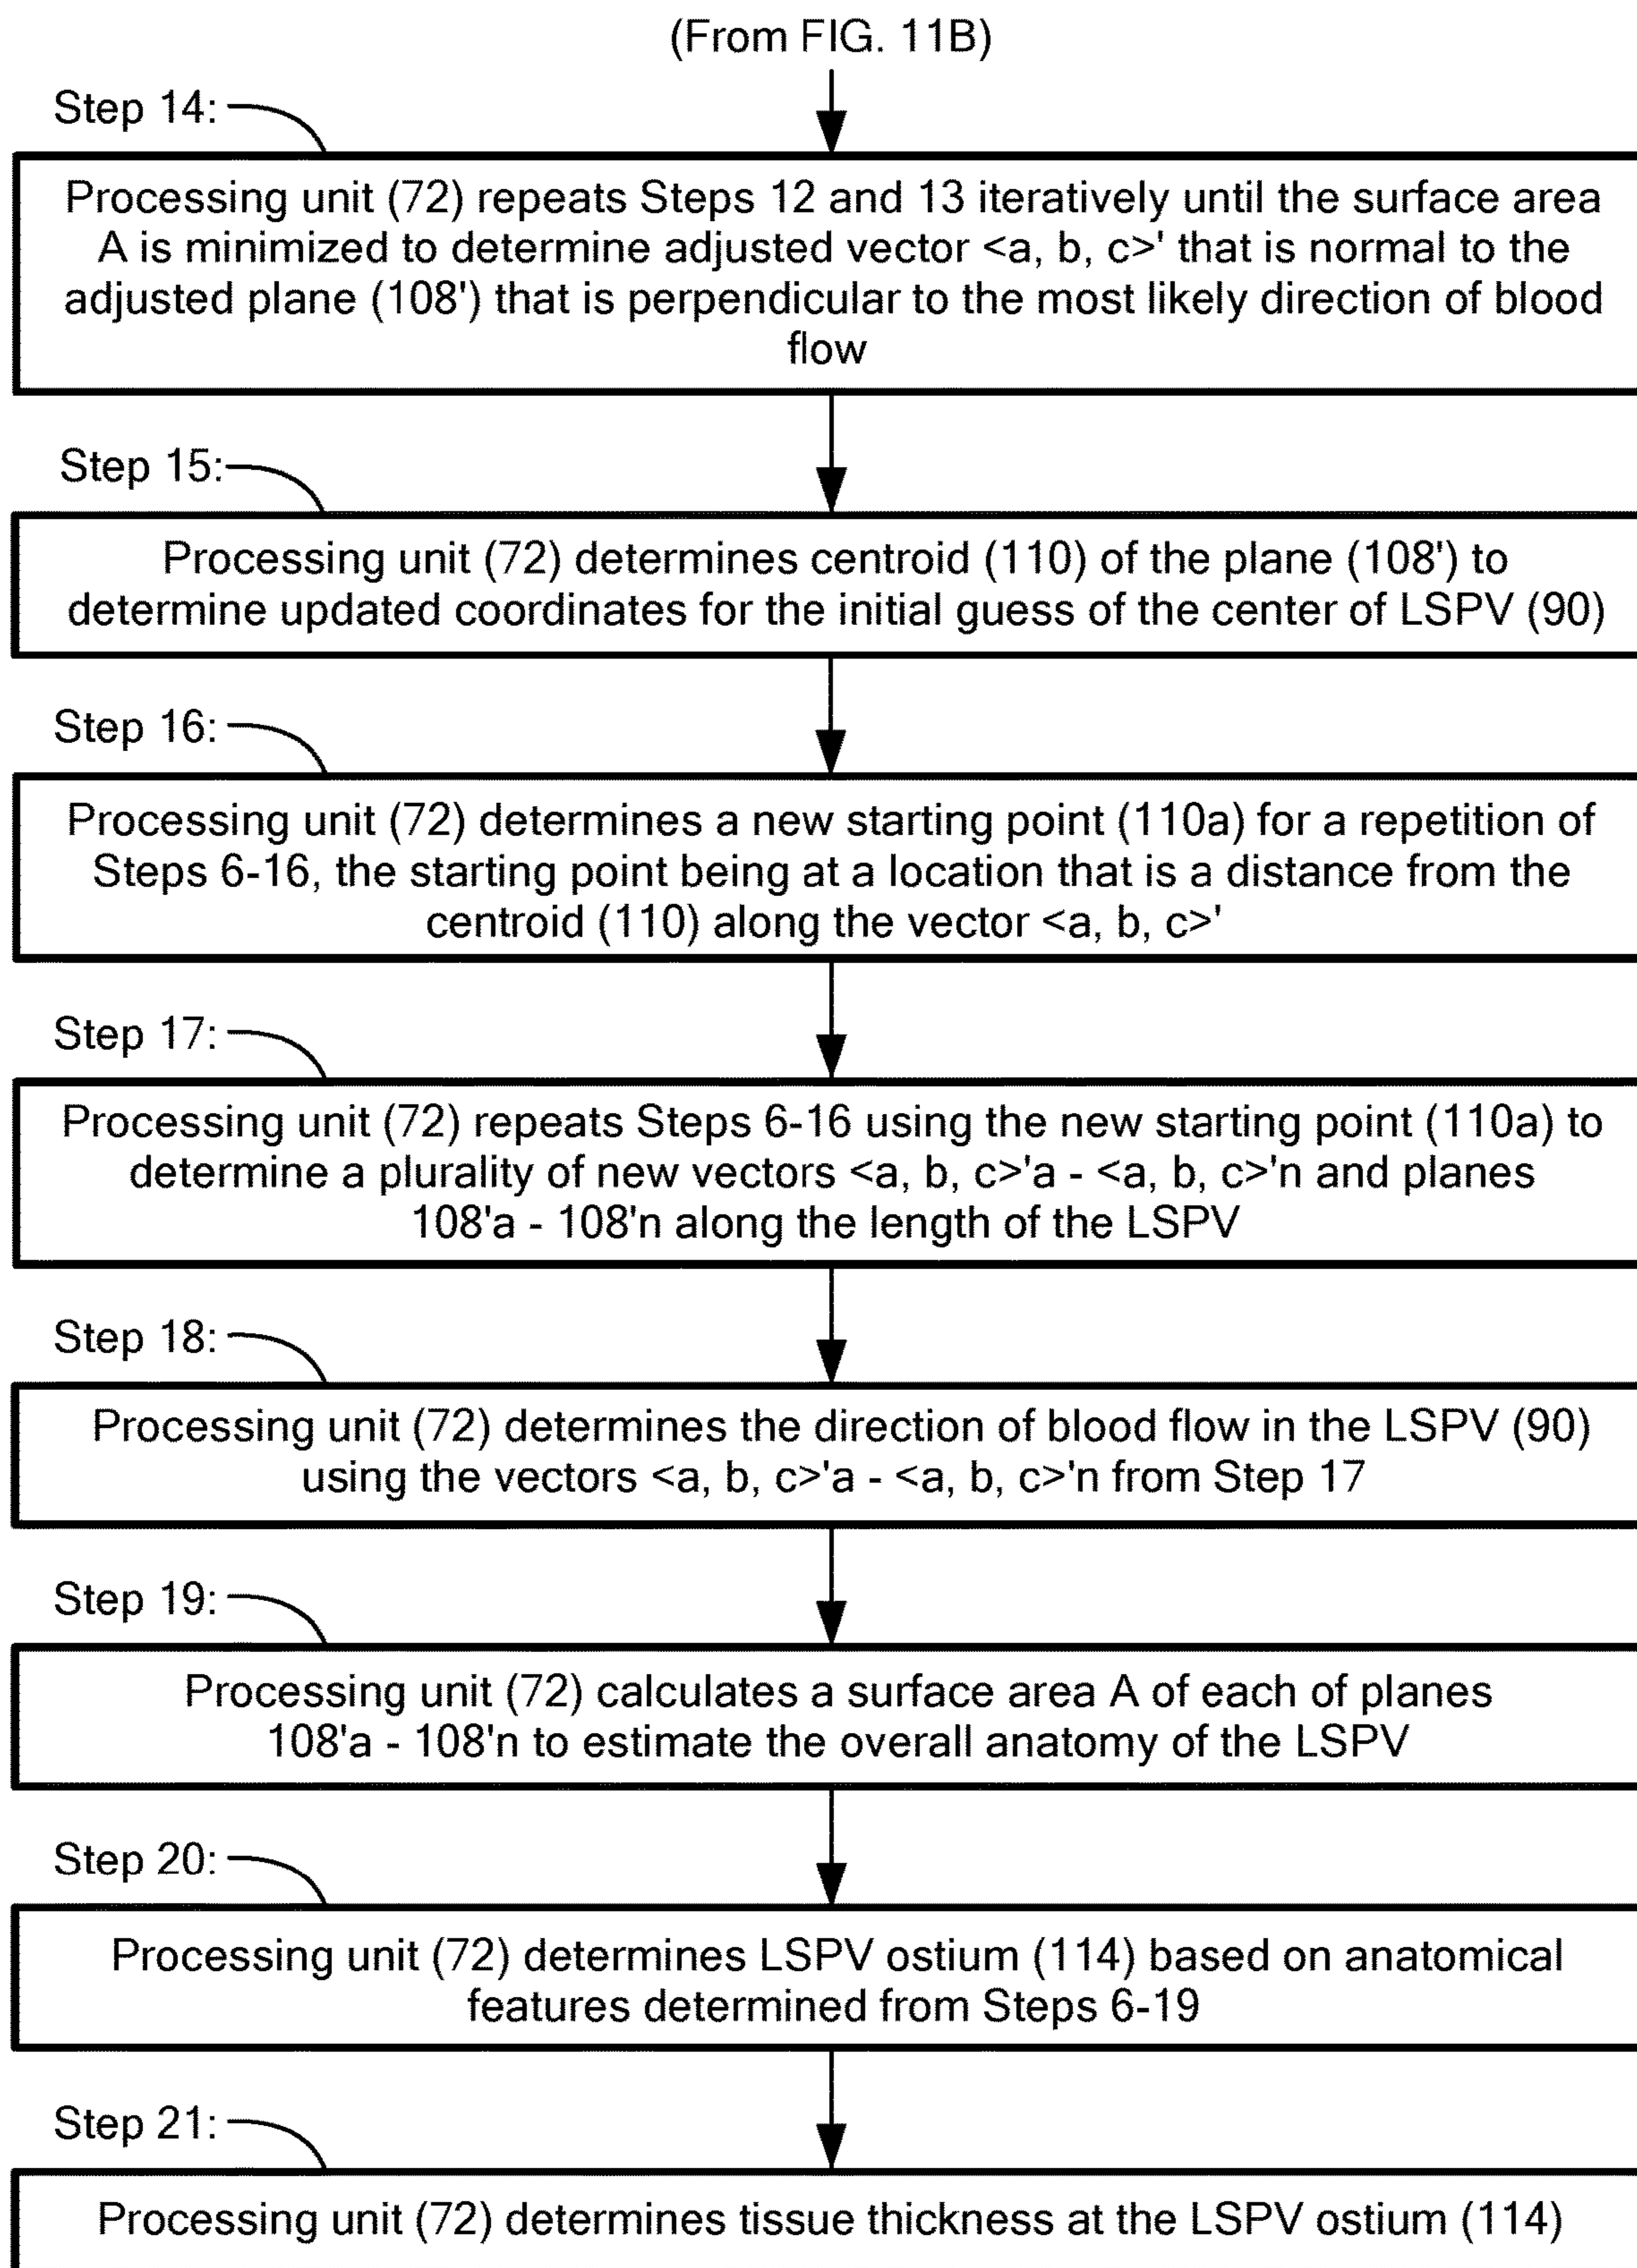 (From FIG. 11B)
Step 14:
Processing unit (72) repeats Steps 12 and 13 iteratively until the surface area
A is minimized to determine adjusted vector <a, b, c>' that is normal to the
adjusted plane (108') that is perpendicular to the most likely direction of blood
flow
Step 15:
Processing unit (72) determines centroid (110) of the plane (108') to
determine updated coordinates for the initial guess of the center of LSPV (90)
Step 16:
Processing unit (72) determines a new starting point (110a) for a repetition of
Steps 6-16, the starting point being at a location that is a distance from the
centroid (110) along the vector <a, b, c>'
Step 17:
Processing unit (72) repeats Steps 6-16 using the new starting point (110a) to
determine a plurality of new vectors <a, b, c>'a - <a, b, c>'n and planes
108'a - 108'n along the length of the LSPV
Step 18:
Processing unit (72) determines the direction of blood flow in the LSPV (90)
using the vectors <a, b, c>'a - <a, b, c>'n from Step 17
Step 19:
Processing unit (72) calculates a surface area A of each of planes
108'a - 108'n to estimate the overall anatomy of the LSPV
Step 20:
Processing unit (72) determines LSPV ostium (114) based on anatomical
features determined from Steps 6-19
Step 21:
Processing unit (72) determines tissue thickness at the LSPV ostium (114)